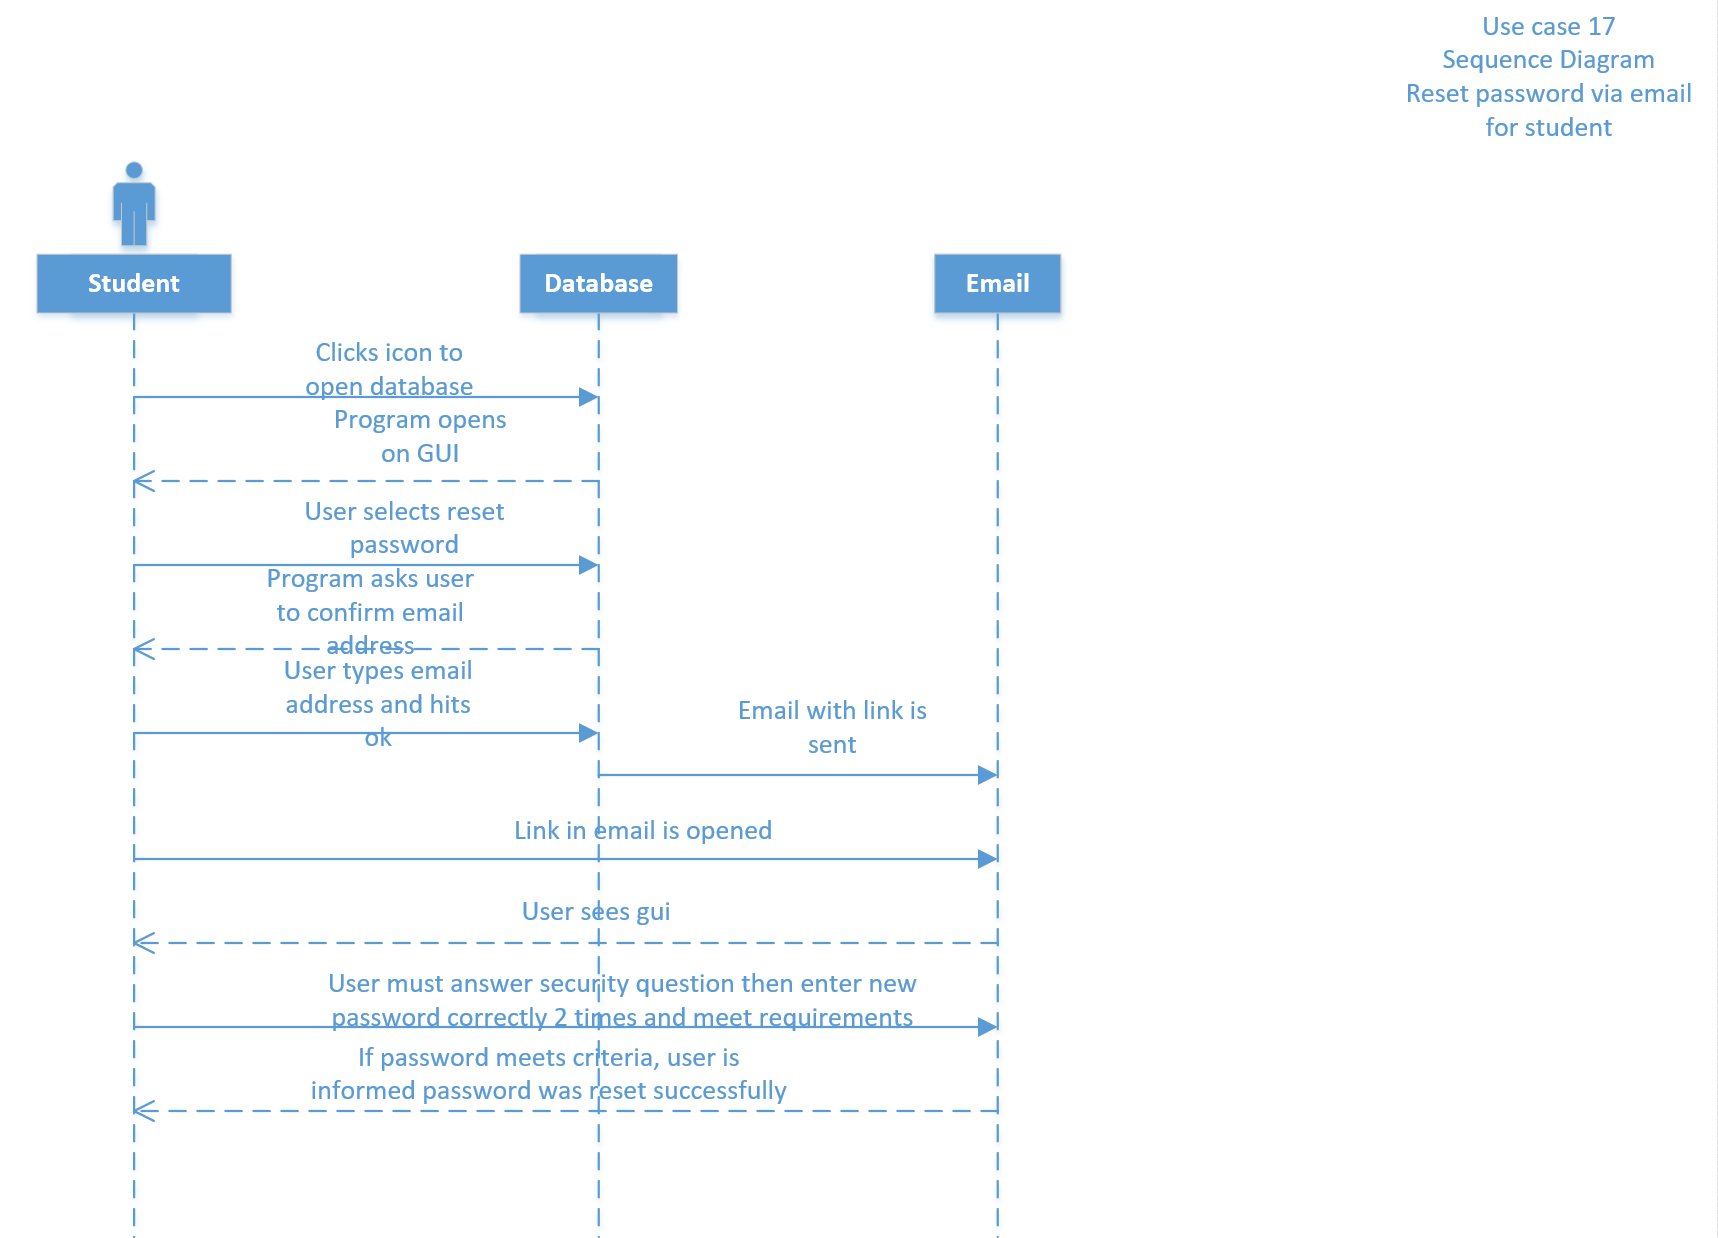 Use case 17
Sequence Diagram
Reset password via email
for student
Student
Database
Email
Clicks icon to
open database
Program opens
on GUI
User selects reset
password
Program asks user
to confirm email
address
User types email
address and hits
ok
Email with link is
sent
Link in email is opened
User sees gui
User must answer security question then enter new
password correctly 2 times and meet requirements
If password meets criteria, user is
informed password was reset successfully